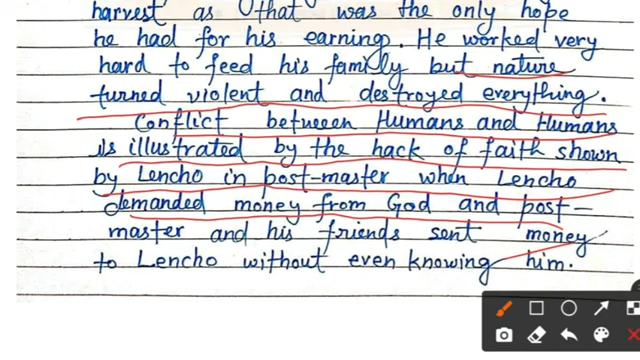 harvest as that was the only hope
he had for his earning. He worked very
hard to feed his familly but nature
turned violent and destroyed everything.
Conflict between Humans and Humans
is illustrated by the hack of faith shown
by Lencho in post-master when Lencho
demanded money from God and post-
master and his friends sent money
to Lencho without even knowing him.